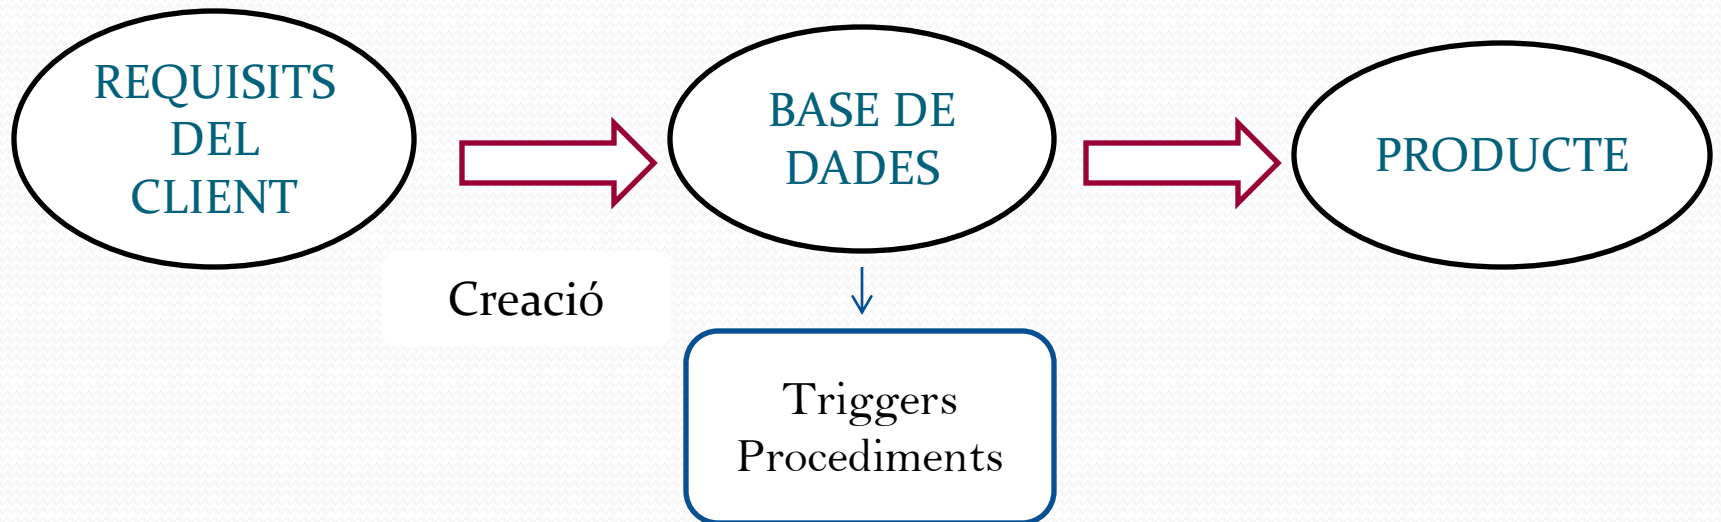 REQUISITS
DEL
CLIENT
BASE DE
DADES
PRODUCTE
Creació
Triggers
Procediments